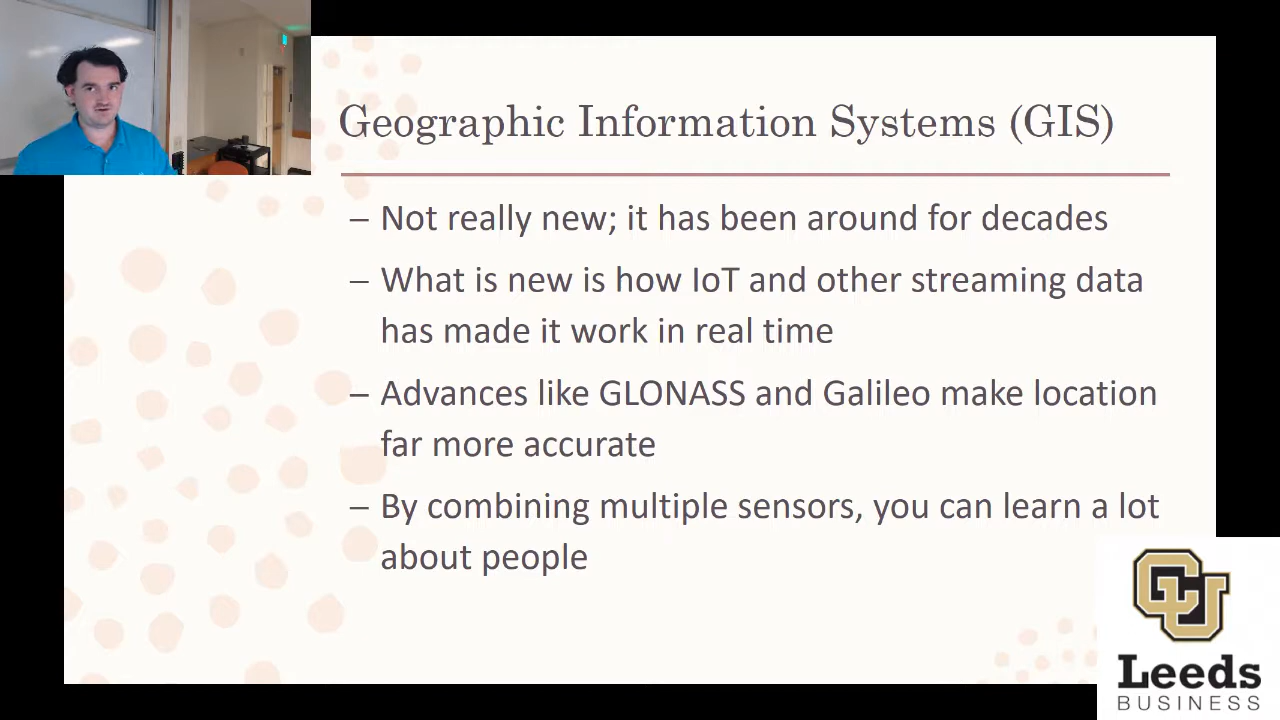 Geographic Information Systems (GIS)
– Not really new; it has been around for decades
– What is new is how IoT and other streaming data
has made it work in real time
– Advances like GLONASS and Galileo make location
far more accurate
– By combining multiple sensors, you can learn a lot
about people
CU
Leeds
BUSINESS